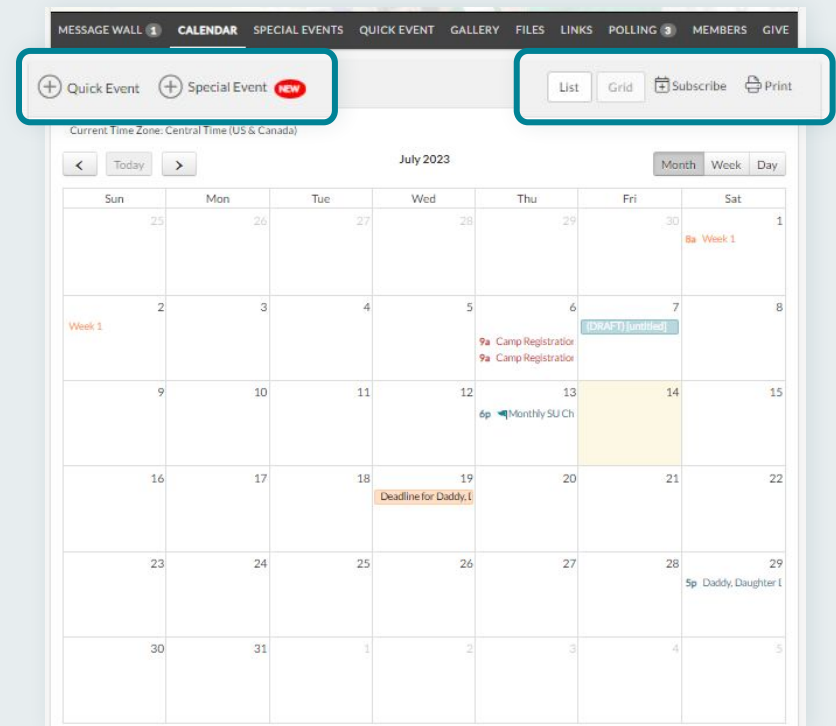 MESSAGE WALL 1 CALENDAR SPECIAL EVENTS QUICK EVENT GALLERY FILES LINKS POLLING 3 MEMBERS GIVE
Quick Event Special Event NEW List Grid Subscribe Print
Current Time Zone: Central Time (US & Canada)
< Today > July 2023 Month Week Day
Sun Mon Tue Wed Thu Fri Sat
25 26 27 28 29 30 1
8a Week 1
2 3 4 5 6 7 8
Week 1 (DRAFT) [untitled]
9a Camp Registration
9a Camp Registration
9 10 11 12 13 14 15
6p Monthly SU Ch
16 17 18 19 20 21 22
Deadline for Daddy,
23 24 25 26 27 28 29
5p Daddy, Daughter
30 31 1 2 3 4 5